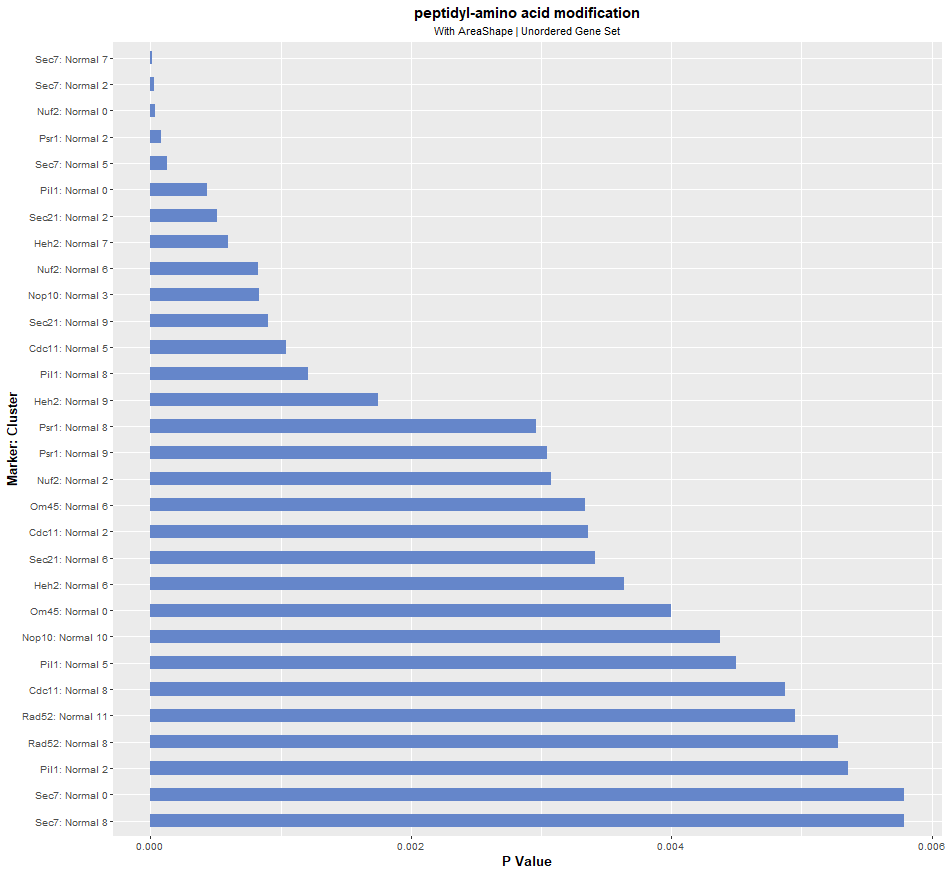 peptidyl-amino acid modification
With AreaShape | Unordered Gene Set
Marker: Cluster
Sec7: Normal 7
Sec7: Normal 2
Nuf2: Normal 0
Psr1: Normal 2
Sec7: Normal 5
Pil1: Normal 0
Sec21: Normal 2
Heh2: Normal 7
Nuf2: Normal 6
Nop10: Normal 3
Sec21: Normal 9
Cdc11: Normal 5
Pil1: Normal 8
Heh2: Normal 9
Psr1: Normal 8
Psr1: Normal 9
Nuf2: Normal 2
Om45: Normal 6
Cdc11: Normal 2
Sec21: Normal 6
Heh2: Normal 6
Om45: Normal 0
Nop10: Normal 10
Pil1: Normal 5
Cdc11: Normal 8
Rad52: Normal 11
Rad52: Normal 8
Pil1: Normal 2
Sec7: Normal 0
Sec7: Normal 8
0.000 0.002 0.004 0.006
P Value